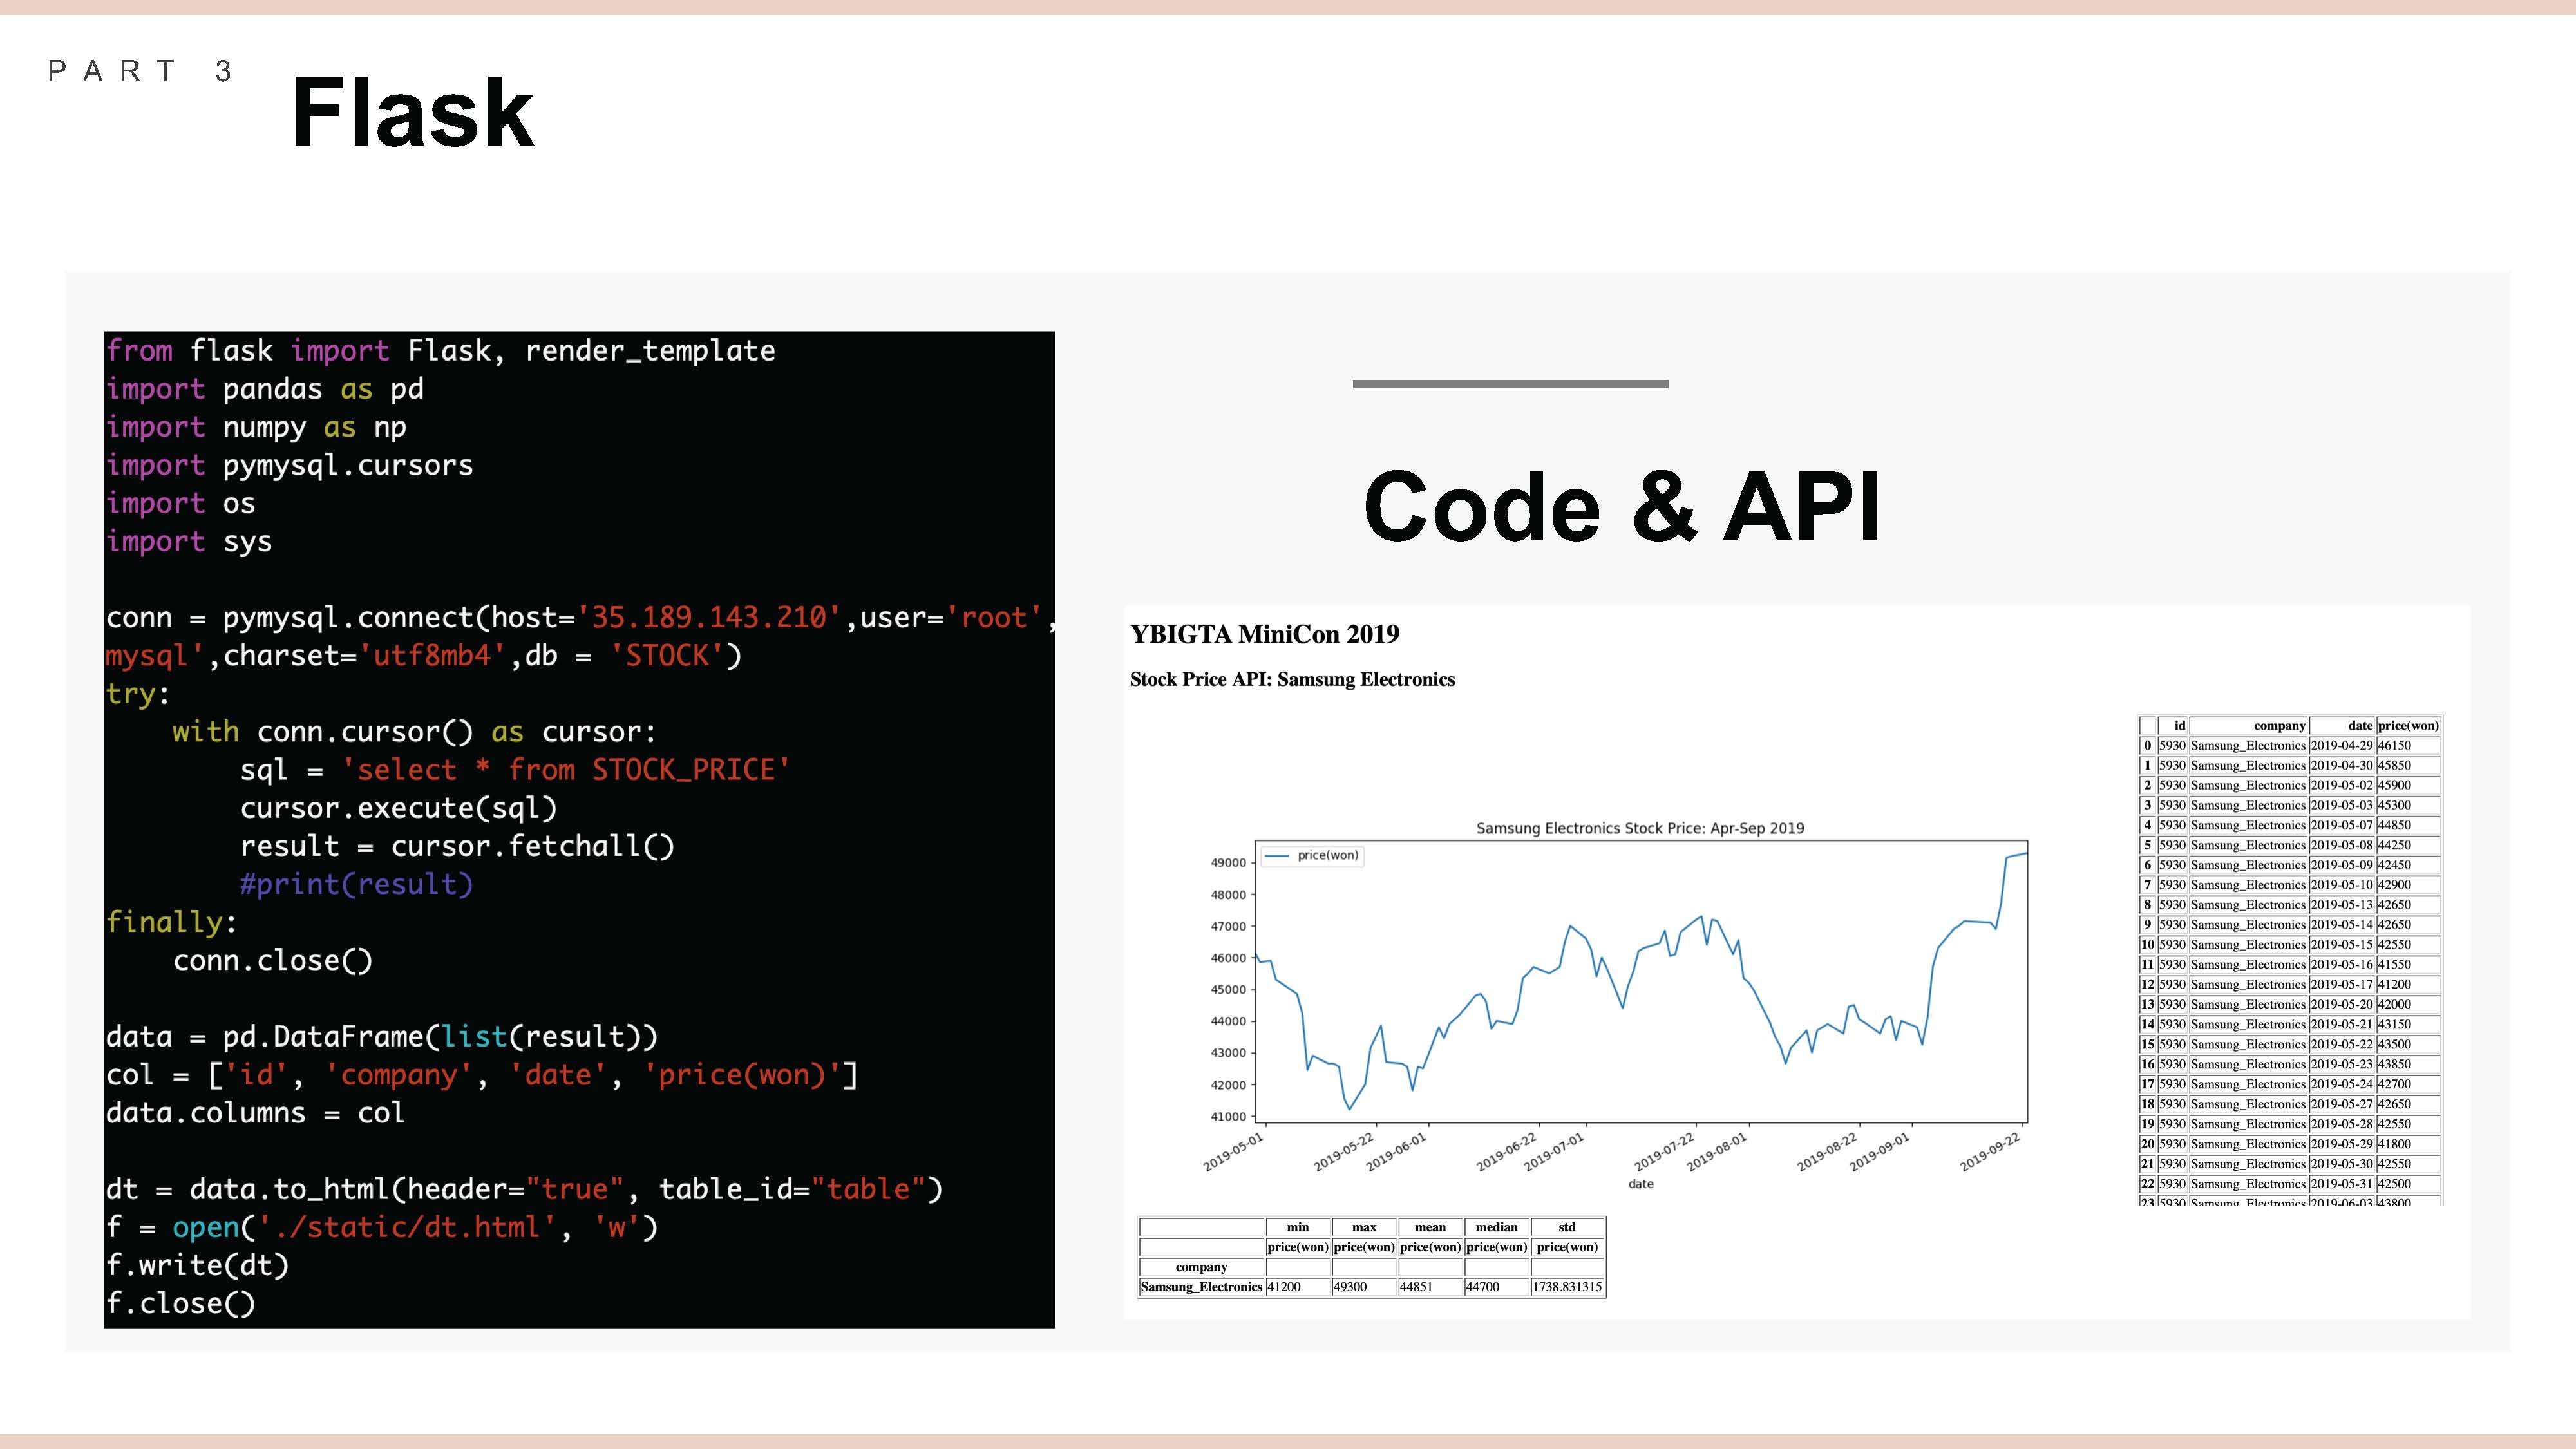 PART 3
Flask
from flask import Flask, render_template
import pandas as pd
import numpy as np
import pymysql.cursors
import os
import sys
conn = pymysql.connect(host='35.189.143.210',user='root',
mysql',charset='utf8mb4',db = 'STOCK')
try:
    with conn.cursor() as cursor:
        sql = 'select * from STOCK_PRICE'
        cursor.execute(sql)
        result = cursor.fetchall()
        #print(result)
finally:
    conn.close()
data = pd.DataFrame(list(result))
col = ['id', 'company', 'date', 'price(won)']
data.columns = col
dt = data.to_html(header="true", table_id="table")
f = open('./static/dt.html', 'w')
f.write(dt)
f.close()
Code & API
YBIGTA MiniCon 2019
Stock Price API: Samsung Electronics
Samsung Electronics Stock Price: Apr-Sep 2019
price(won)
49000
48000
47000
46000
45000
44000
43000
42000
41000
2019-05-01 2019-05-22 2019-06-01 2019-06-22 2019-07-01 2019-07-22 2019-08-01 2019-08-22 2019-09-01 2019-09-22
date
min max mean median std
price(won) price(won) price(won) price(won) price(won)
company
Samsung_Electronics 41200 49300 44851 44700 1738.831315
id company date price(won)
0 5930 Samsung_Electronics 2019-04-29 46150
1 5930 Samsung_Electronics 2019-04-30 45850
2 5930 Samsung_Electronics 2019-05-02 45900
3 5930 Samsung_Electronics 2019-05-03 45300
4 5930 Samsung_Electronics 2019-05-07 44850
5 5930 Samsung_Electronics 2019-05-08 44250
6 5930 Samsung_Electronics 2019-05-09 42450
7 5930 Samsung_Electronics 2019-05-10 42900
8 5930 Samsung_Electronics 2019-05-13 42650
9 5930 Samsung_Electronics 2019-05-14 42650
10 5930 Samsung_Electronics 2019-05-15 42550
11 5930 Samsung_Electronics 2019-05-16 41550
12 5930 Samsung_Electronics 2019-05-17 41200
13 5930 Samsung_Electronics 2019-05-20 42000
14 5930 Samsung_Electronics 2019-05-21 43150
15 5930 Samsung_Electronics 2019-05-22 43500
16 5930 Samsung_Electronics 2019-05-23 43850
17 5930 Samsung_Electronics 2019-05-24 42700
18 5930 Samsung_Electronics 2019-05-27 42650
19 5930 Samsung_Electronics 2019-05-28 42550
20 5930 Samsung_Electronics 2019-05-29 41800
21 5930 Samsung_Electronics 2019-05-30 42550
22 5930 Samsung_Electronics 2019-05-31 42500
23 5930 Samsung_Electronics 2019-06-03 43800